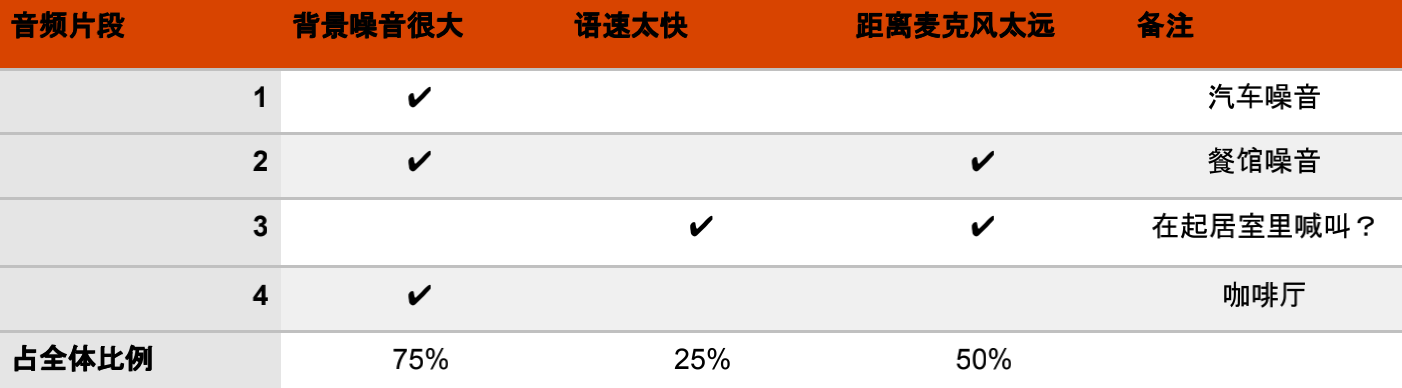 音频片段 背景噪音很大 语速太快 距离麦克风太远 备注
1 ✔ 汽车噪音
2 ✔ ✔ 餐馆噪音
3 ✔ ✔ 在起居室里喊叫？
4 ✔ 咖啡厅
占全体比例 75% 25% 50%